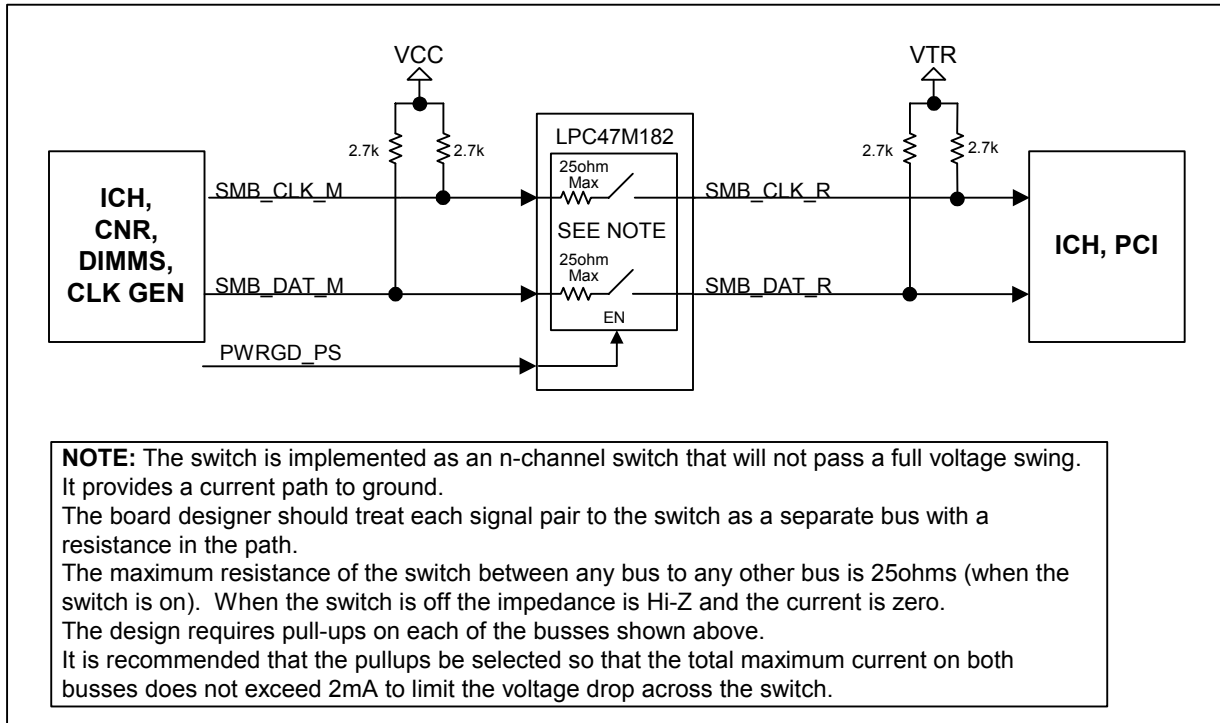 VCC
VTR
LPC47M182
2.7k
2.7k
2.7k
2.7k
25ohm
Max
ICH,
CNR,
DIMMS,
CLK GEN
SMB_CLK_M
SMB_CLK_R
SEE NOTE
ICH, PCI
25ohm
Max
SMB_DAT_M
SMB_DAT_R
EN
PWRGD_PS
NOTE: The switch is implemented as an n-channel switch that will not pass a full voltage swing.
It provides a current path to ground.
The board designer should treat each signal pair to the switch as a separate bus with a
resistance in the path.
The maximum resistance of the switch between any bus to any other bus is 25ohms (when the
switch is on). When the switch is off the impedance is Hi-Z and the current is zero.
The design requires pull-ups on each of the busses shown above.
It is recommended that the pullups be selected so that the total maximum current on both
busses does not exceed 2mA to limit the voltage drop across the switch.